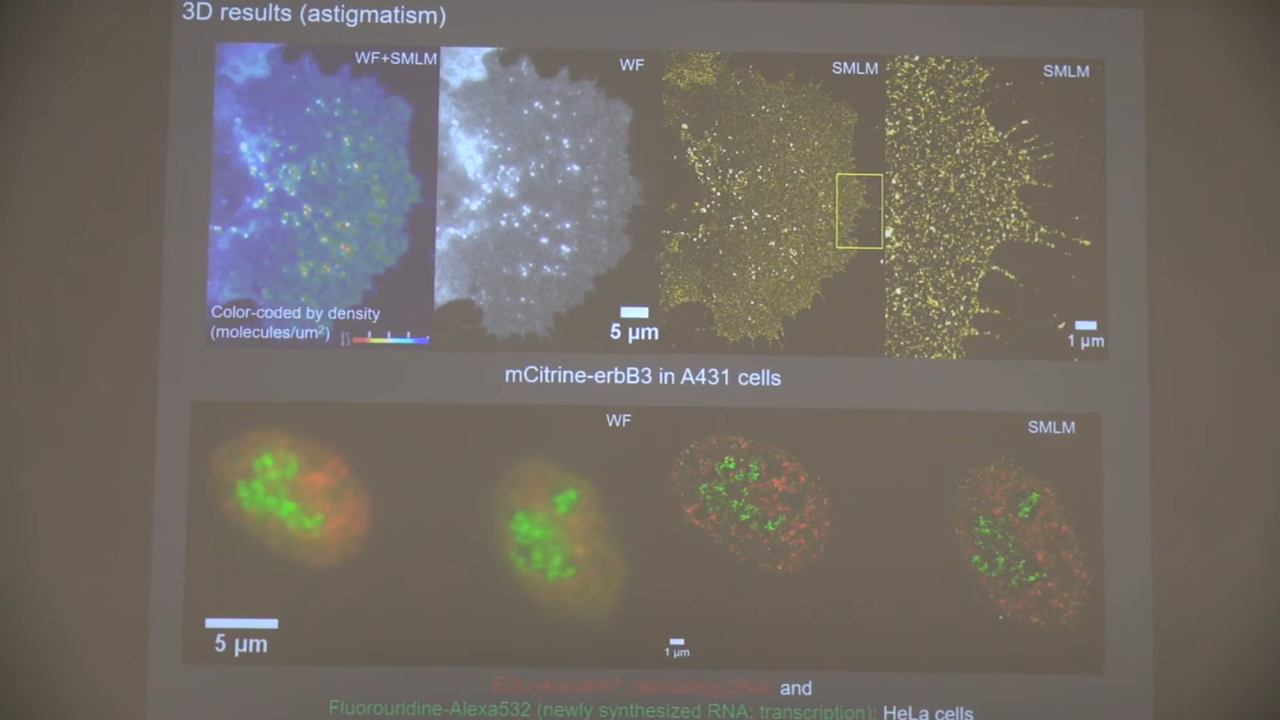 3D results (astigmatism)
WF+SMLM
WF
SMLM
SMLM
Color-coded by density
(molecules/um²)
5 µm
1 µm
mCitrine-erbB3 in A431 cells
WF
SMLM
5 µm
1 µm
and
Fluorouridine-Alexa532 (newly synthesized RNA: transcription); HeLa cells